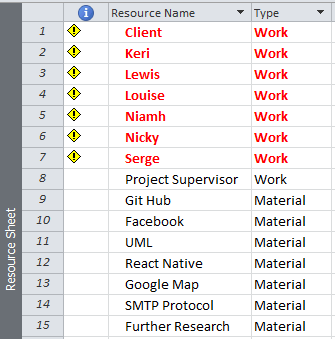 Resource Name Type
1 Client Work
2 Keri Work
3 Lewis Work
4 Louise Work
5 Niamh Work
6 Nicky Work
7 Serge Work
8 Project Supervisor Work
9 Git Hub Material
10 Facebook Material
11 UML Material
12 React Native Material
13 Google Map Material
14 SMTP Protocol Material
15 Further Research Material
Resource Sheet